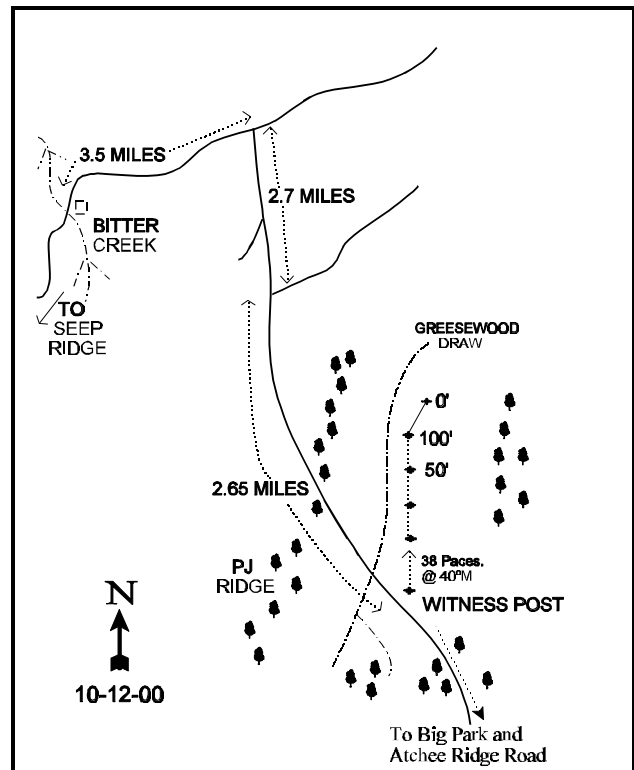 3.5 MILES
2.7 MILES
BITTER
CREEK
TO
SEEP
RIDGE
GREESEWOOD
DRAW
0'
100'
50'
2.65 MILES
38 Paces.
@ 40°M
PJ
RIDGE
WITNESS POST
N
10-12-00
To Big Park and
Atchee Ridge Road